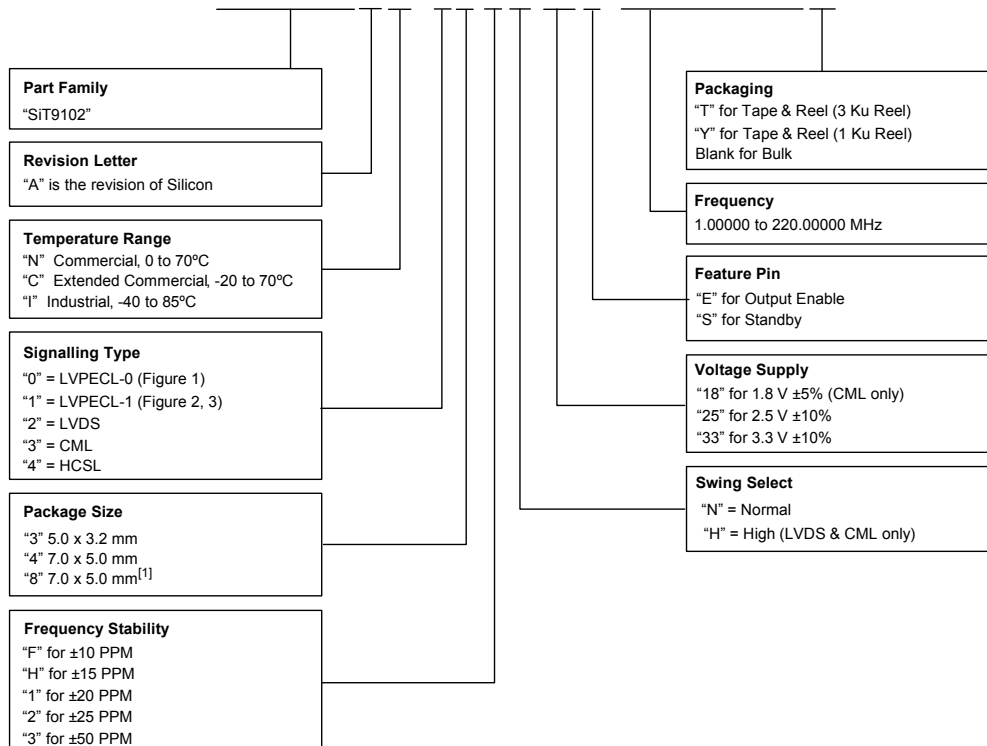 Part Family
“SiT9102”
Revision Letter
“A” is the revision of Silicon
Temperature Range
“N” Commercial, 0 to 70ºC
“C” Extended Commercial, -20 to 70ºC
“I” Industrial, -40 to 85ºC
Signalling Type
“0” = LVPECL-0 (Figure 1)
“1” = LVPECL-1 (Figure 2, 3)
“2” = LVDS
“3” = CML
“4” = HCSL
Package Size
“3” 5.0 x 3.2 mm
“4” 7.0 x 5.0 mm
“8” 7.0 x 5.0 mm[1]
Frequency Stability
“F” for ±10 PPM
“H” for ±15 PPM
“1” for ±20 PPM
“2” for ±25 PPM
“3” for ±50 PPM
Packaging
“T” for Tape & Reel (3 Ku Reel)
“Y” for Tape & Reel (1 Ku Reel)
Blank for Bulk
Frequency
1.00000 to 220.00000 MHz
Feature Pin
“E” for Output Enable
“S” for Standby
Voltage Supply
“18” for 1.8 V ±5% (CML only)
“25” for 2.5 V ±10%
“33” for 3.3 V ±10%
Swing Select
“N” = Normal
“H” = High (LVDS & CML only)